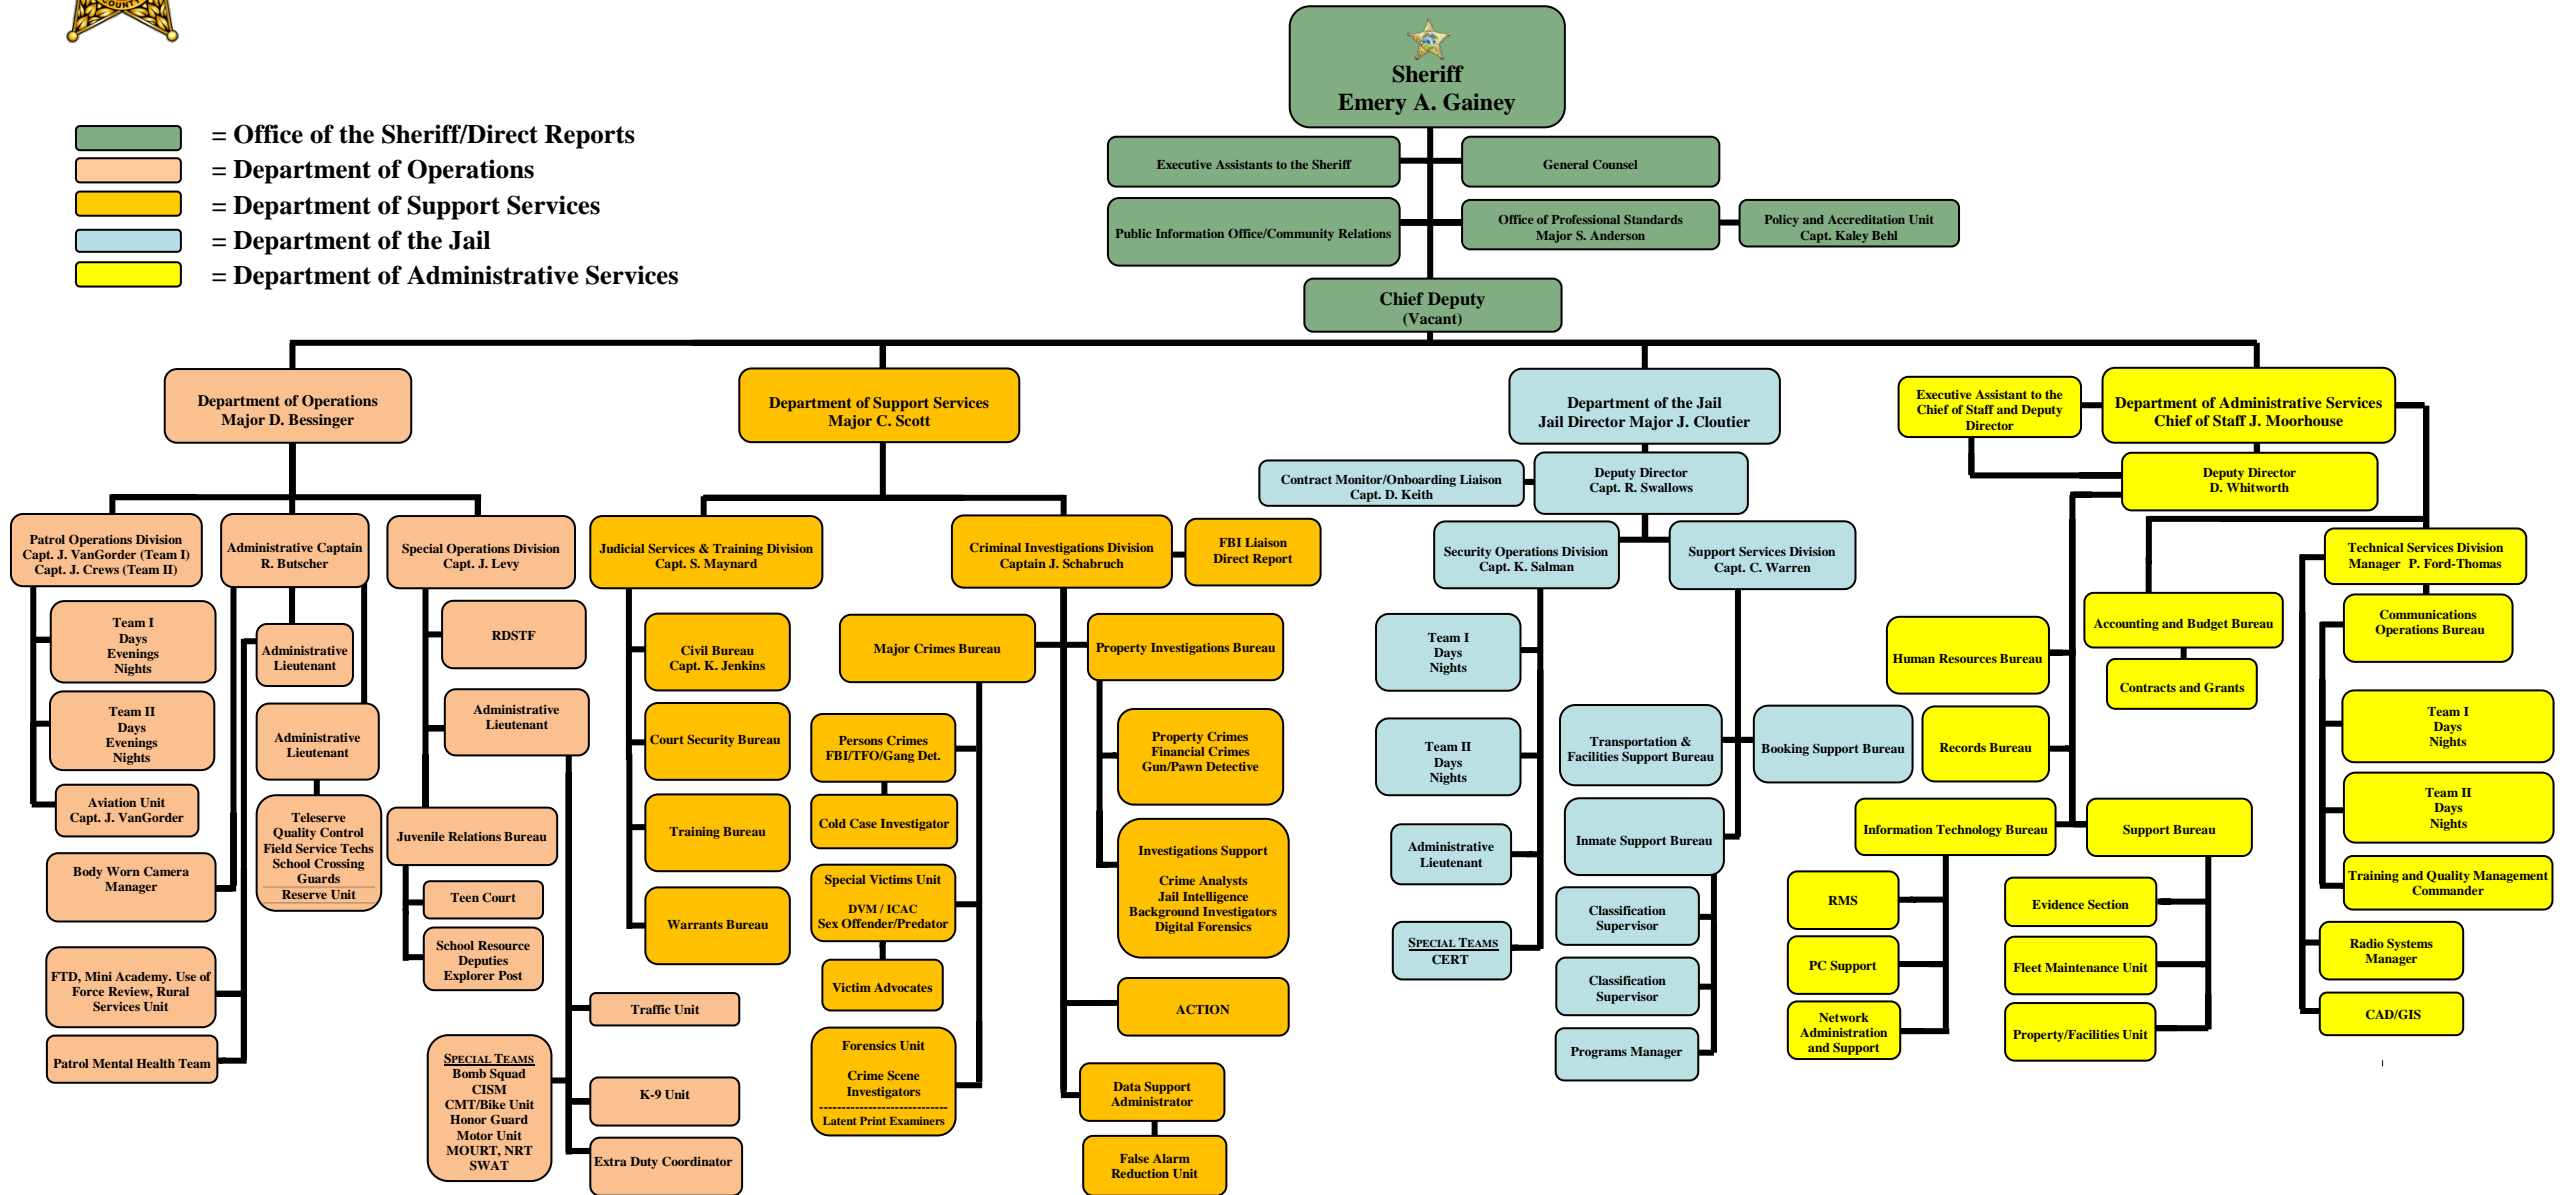 COUNTY
Sheriff
Emery A. Gainey
= Office of the Sheriff/Direct Reports
= Department of Operations
= Department of Support Services
= Department of the Jail
= Department of Administrative Services
Executive Assistants to the Sheriff
General Counsel
Public Information Office/Community Relations
Office of Professional Standards
Major S. Anderson
Policy and Accreditation Unit
Capt. Kaley Behl
Chief Deputy
(Vacant)
Department of Operations
Major D. Bessinger
Department of Support Services
Major C. Scott
Department of the Jail
Jail Director Major J. Cloutier
Executive Assistant to the
Chief of Staff and Deputy
Director
Department of Administrative Services
Chief of Staff J. Moorhouse
Contract Monitor/Onboarding Liaison
Capt. D. Keith
Deputy Director
Capt. R. Swallows
Deputy Director
D. Whitworth
Patrol Operations Division
Capt. J. VanGorder (Team I)
Capt. J. Crews (Team II)
Administrative Captain
R. Butscher
Special Operations Division
Capt. J. Levy
Judicial Services & Training Division
Capt. S. Maynard
Criminal Investigations Division
Captain J. Schabruch
FBI Liaison
Direct Report
Security Operations Division
Capt. K. Salman
Support Services Division
Capt. C. Warren
Technical Services Division
Manager P. Ford-Thomas
Team I
Days
Evenings
Nights
Team II
Days
Evenings
Nights
Aviation Unit
Capt. J. VanGorder
Body Worn Camera
Manager
FTD, Mini Academy. Use of
Force Review, Rural
Services Unit
Patrol Mental Health Team
Administrative
Lieutenant
Administrative
Lieutenant
Teleserve
Quality Control
Field Service Techs
School Crossing
Guards
Reserve Unit
RDSTF
Administrative
Lieutenant
Juvenile Relations Bureau
Teen Court
School Resource
Deputies
Explorer Post
SPECIAL TEAMS
Bomb Squad
CISM
CMT/Bike Unit
Honor Guard
Motor Unit
MOURT, NRT
SWAT
Traffic Unit
K-9 Unit
Extra Duty Coordinator
Civil Bureau
Capt. K. Jenkins
Court Security Bureau
Training Bureau
Warrants Bureau
Major Crimes Bureau
Property Investigations Bureau
Persons Crimes
FBI/TFO/Gang Det.
Cold Case Investigator
Special Victims Unit
DVM / ICAC
Sex Offender/Predator
Victim Advocates
Forensics Unit
Crime Scene
Investigators
-----------------------------
Latent Print Examiners
Property Crimes
Financial Crimes
Gun/Pawn Detective
Investigations Support
Crime Analysts
Jail Intelligence
Background Investigators
Digital Forensics
ACTION
Data Support
Administrator
False Alarm
Reduction Unit
Team I
Days
Nights
Team II
Days
Nights
Administrative
Lieutenant
SPECIAL TEAMS
CERT
Transportation &
Facilities Support Bureau
Booking Support Bureau
Inmate Support Bureau
Classification
Supervisor
Classification
Supervisor
Programs Manager
Human Resources Bureau
Records Bureau
Accounting and Budget Bureau
Contracts and Grants
Information Technology Bureau
Support Bureau
RMS
PC Support
Network
Administration
and Support
Evidence Section
Fleet Maintenance Unit
Property/Facilities Unit
Communications
Operations Bureau
Team I
Days
Nights
Team II
Days
Nights
Training and Quality Management
Commander
Radio Systems
Manager
CAD/GIS